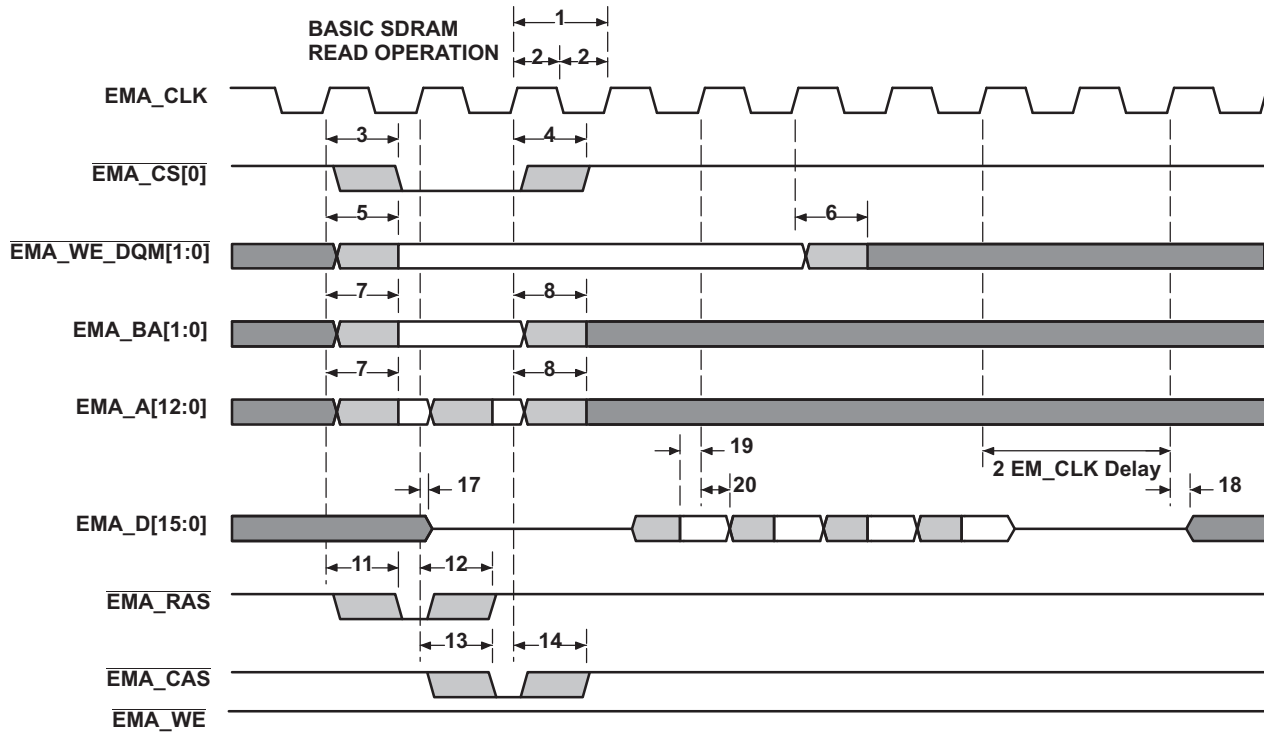 1
BASIC SDRAM
READ OPERATION
2 2
EMA_CLK
3 4
EMA_CS[0]
5 6
EMA_WE_DQM[1:0]
7 8
EMA_BA[1:0]
7 8
EMA_A[12:0]
19
2 EM_CLK Delay
17 20 18
EMA_D[15:0]
11 12
EMA_RAS
13 14
EMA_CAS
EMA_WE